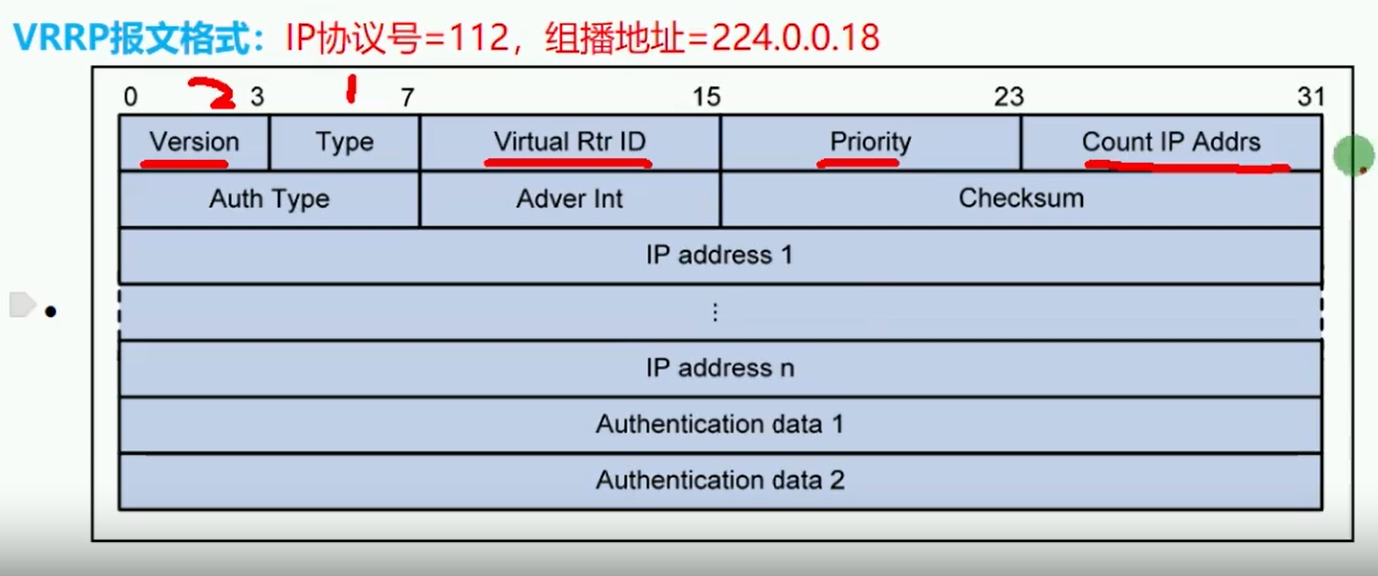 VRRP报文格式：IP协议号=112，组播地址=224.0.0.18
0 2 3 1 7 15 23 31
Version Type Virtual Rtr ID Priority Count IP Addrs
Auth Type Adver Int Checksum
IP address 1
⋮
IP address n
Authentication data 1
Authentication data 2